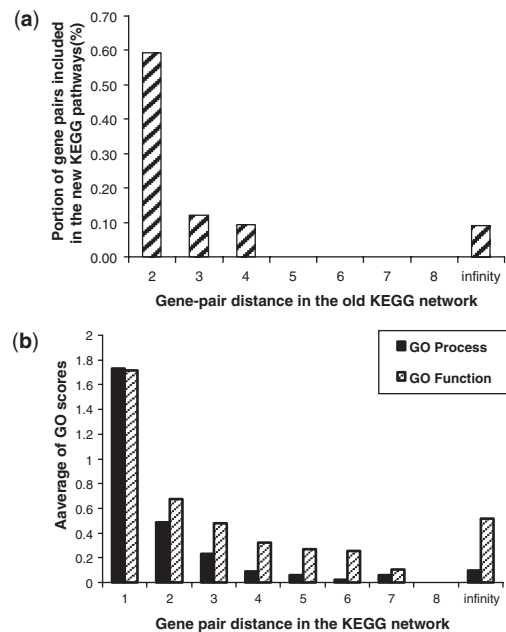 (a)
Portion of gene pairs included
in the new KEGG pathways(%)
0.70
0.60
0.50
0.40
0.30
0.20
0.10
0.00
2 3 4 5 6 7 8 infinity
Gene-pair distance in the old KEGG network
(b)
Aaverage of GO scores
2
1.8
1.6
1.4
1.2
1
0.8
0.6
0.4
0.2
0
GO Process
GO Function
1 2 3 4 5 6 7 8 infinity
Gene pair distance in the KEGG network